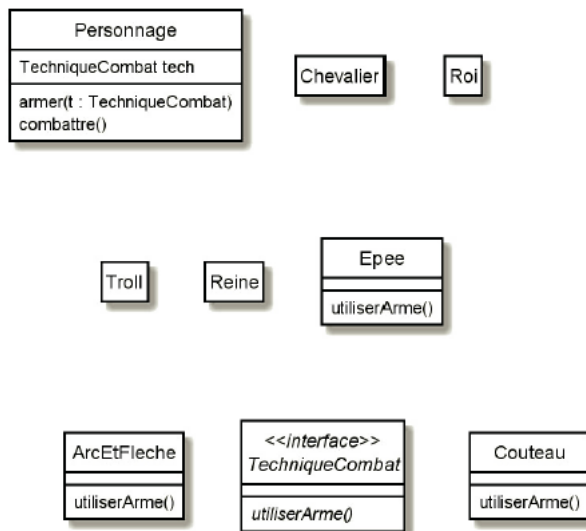 Personnage
TechniqueCombat tech
armer(t : TechniqueCombat)
combattre()
Chevalier
Roi
Troll
Reine
Epee
utiliserArme()
ArcEtFleche
utiliserArme()
<<interface>>
TechniqueCombat
utiliserArme()
Couteau
utiliserArme()